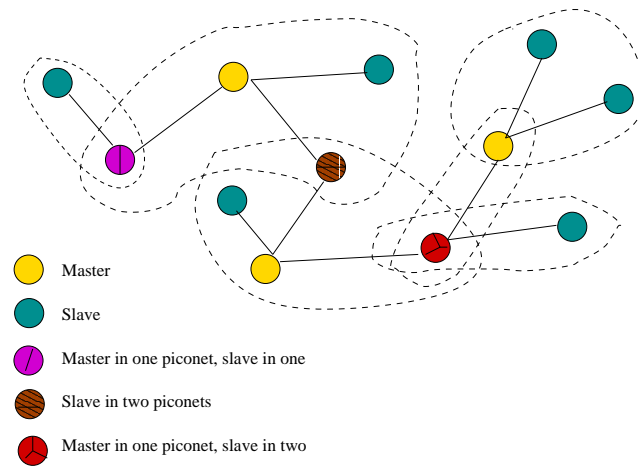 Master
Slave
Master in one piconet, slave in one
Slave in two piconets
Master in one piconet, slave in two